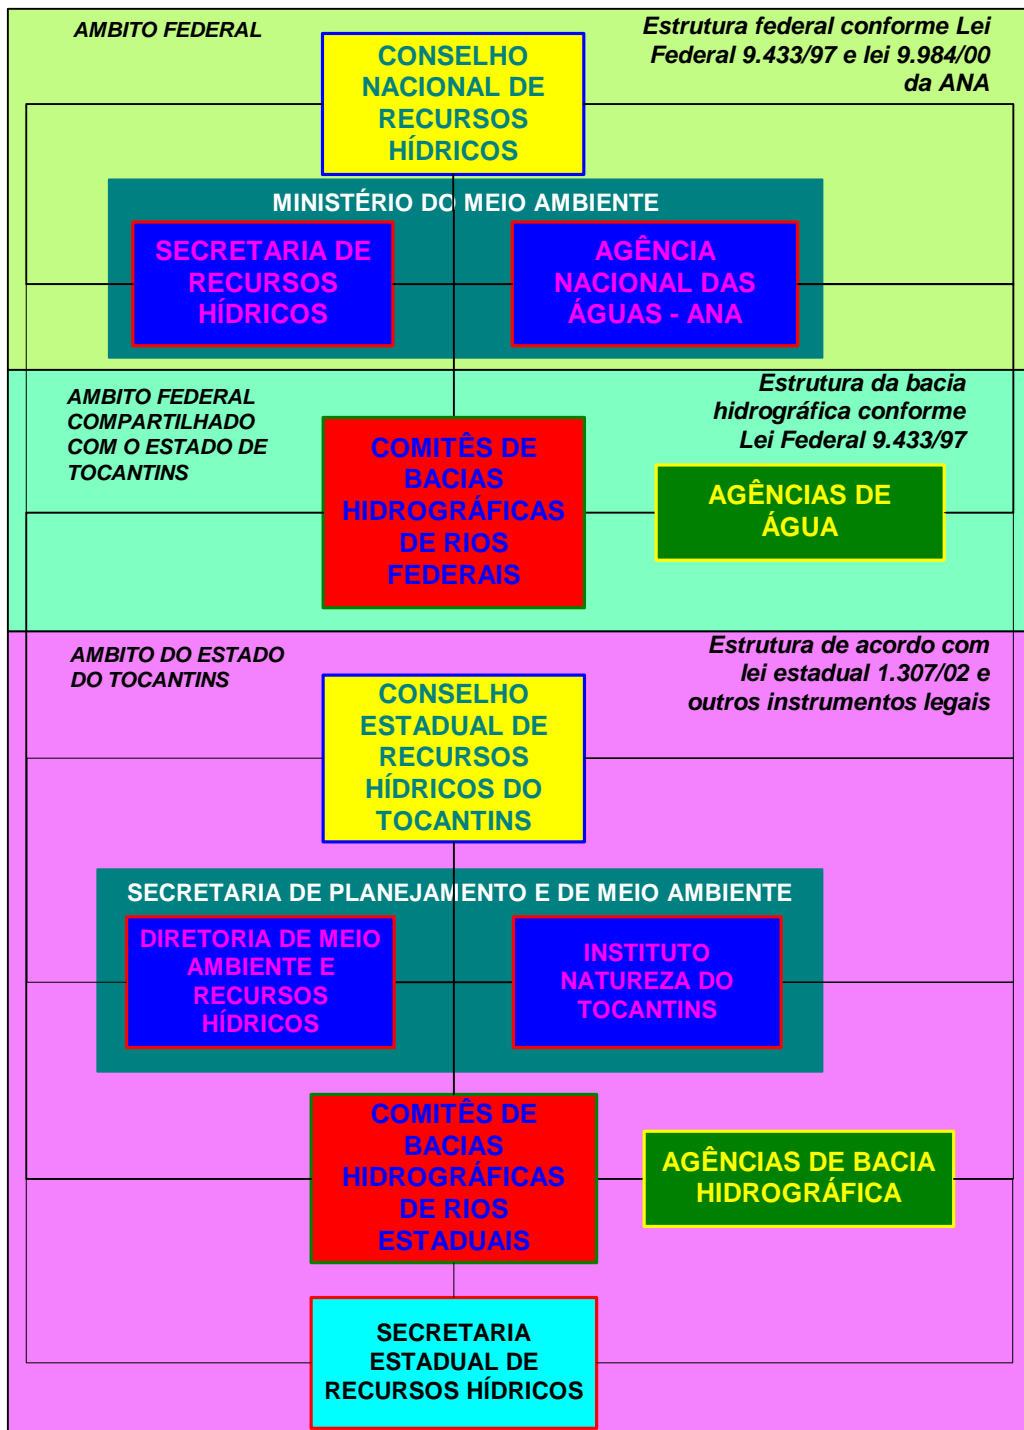 AMBITO FEDERAL
Estrutura federal conforme Lei
Federal 9.433/97 e lei 9.984/00
da ANA
CONSELHO
NACIONAL DE
RECURSOS
HÍDRICOS
MINISTÉRIO DO MEIO AMBIENTE
SECRETARIA DE
RECURSOS
HÍDRICOS
AGÊNCIA
NACIONAL DAS
ÁGUAS - ANA
AMBITO FEDERAL
COMPARTILHADO
COM O ESTADO DE
TOCANTINS
Estrutura da bacia
hidrográfica conforme
Lei Federal 9.433/97
COMITÊS DE
BACIAS
HIDROGRÁFICAS
DE RIOS
FEDERAIS
AGÊNCIAS DE
ÁGUA
AMBITO DO ESTADO
DO TOCANTINS
Estrutura de acordo com
lei estadual 1.307/02 e
outros instrumentos legais
CONSELHO
ESTADUAL DE
RECURSOS
HÍDRICOS DO
TOCANTINS
SECRETARIA DE PLANEJAMENTO E DE MEIO AMBIENTE
DIRETORIA DE MEIO
AMBIENTE E
RECURSOS
HÍDRICOS
INSTITUTO
NATUREZA DO
TOCANTINS
COMITÊS DE
BACIAS
HIDROGRÁFICAS
DE RIOS
ESTADUAIS
AGÊNCIAS DE BACIA
HIDROGRÁFICA
SECRETARIA
ESTADUAL DE
RECURSOS HÍDRICOS